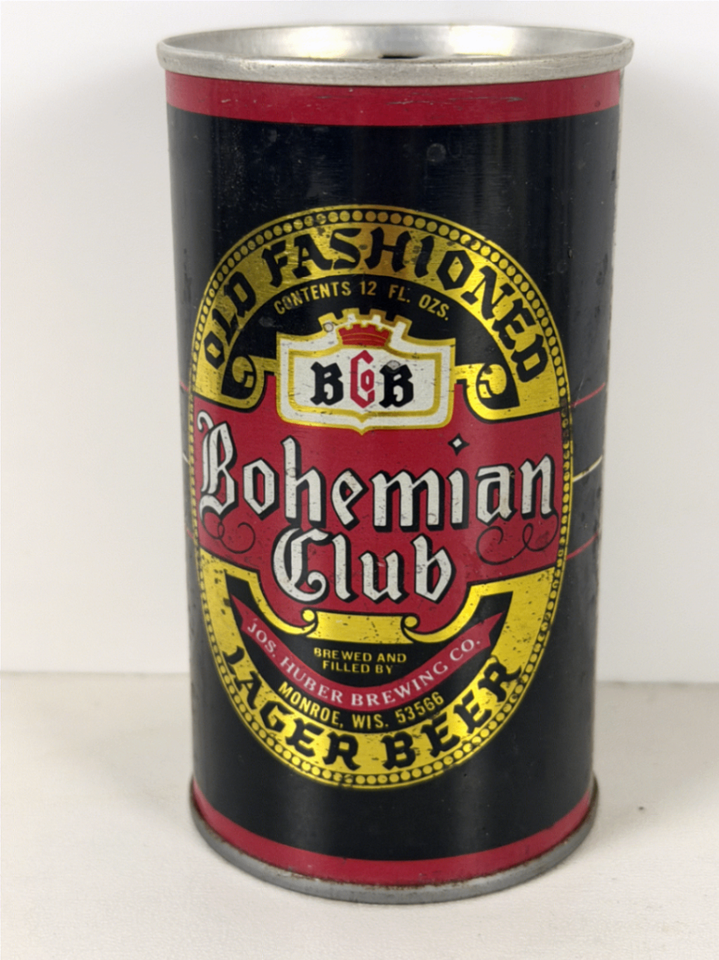 OLD FASHIONED
CONTENTS 12 FL. OZS.
B Co B
Bohemian
Club
BREWED AND
FILLED BY
JOS. HUBER BREWING CO.
MONROE, WIS. 53566
LAGER BEER